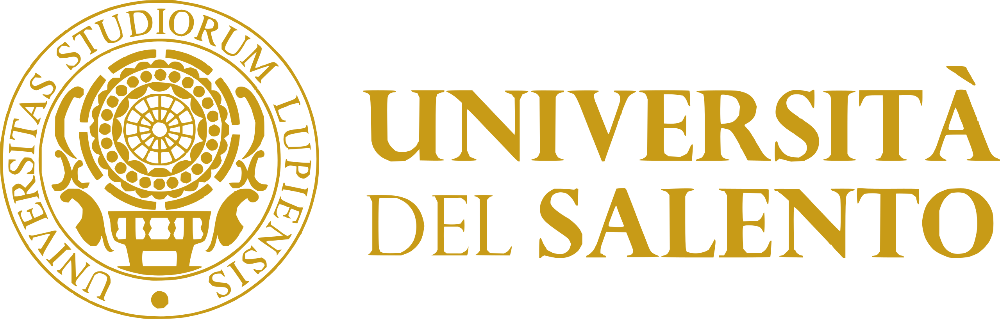 UNIVERSITAS STUDIORUM LUPIENSIS
UNIVERSITÀ
DEL SALENTO